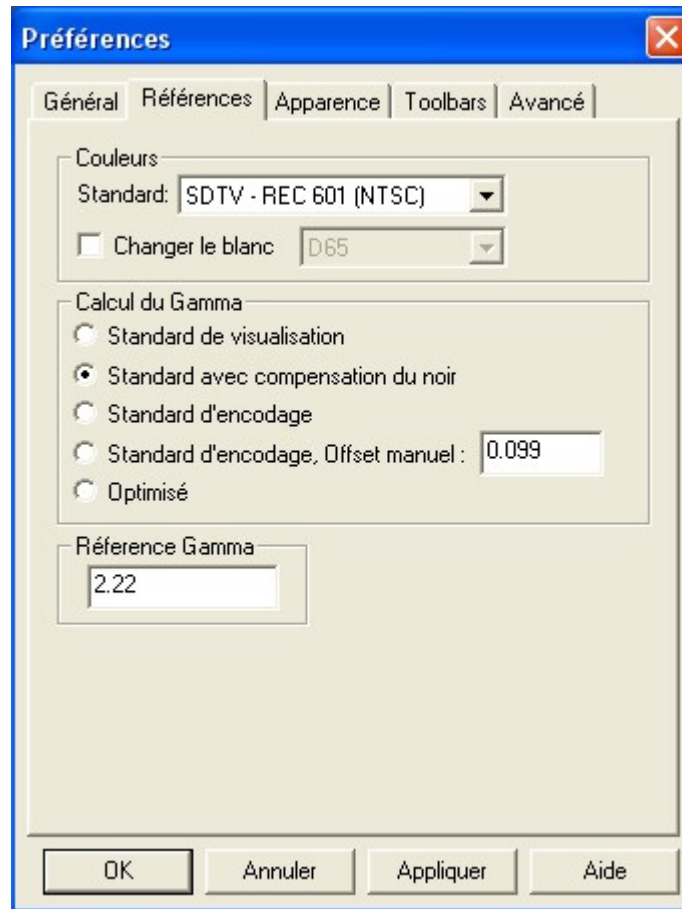 Préférences
Général Références Apparence Toolbars Avancé
Couleurs
Standard: SDTV - REC 601 (NTSC)
Changer le blanc D65
Calcul du Gamma
Standard de visualisation
Standard avec compensation du noir
Standard d'encodage
Standard d'encodage, Offset manuel : 0.099
Optimisé
Réference Gamma
2.22
OK Annuler Appliquer Aide